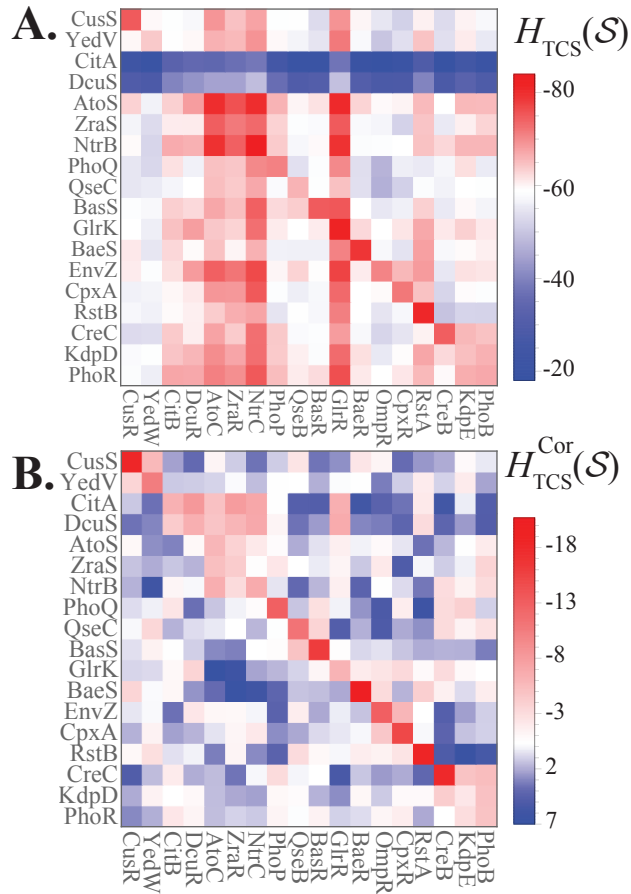 A.
H_TCS(S)
CusS
YedV
CitA
DcuS
AtoS
ZraS
NtrB
PhoQ
QseC
BasS
GlrK
BaeS
EnvZ
CpxA
RstB
CreC
KdpD
PhoR
-80
-60
-40
-20
CusR
YedW
CitB
DcuR
AtoC
ZraR
NtrC
PhoP
QseB
BasR
GlrR
BaeR
OmpR
CpxR
RstA
CreB
KdpE
PhoB
B.
H_TCS^Cor(S)
CusS
YedV
CitA
DcuS
AtoS
ZraS
NtrB
PhoQ
QseC
BasS
GlrK
BaeS
EnvZ
CpxA
RstB
CreC
KdpD
PhoR
-18
-13
-8
-3
2
7
CusR
YedW
CitB
DcuR
AtoC
ZraR
NtrC
PhoP
QseB
BasR
GlrR
BaeR
OmpR
CpxR
RstA
CreB
KdpE
PhoB